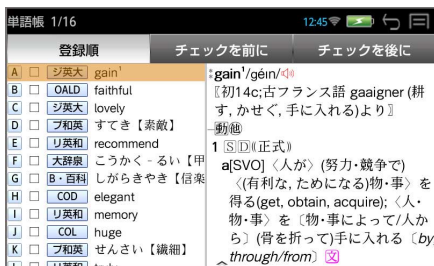 単語帳 1/16 12:45
登録順 チェックを前に チェックを後に
A ジ英大 gain¹
B OALD faithful
C ジ英大 lovely
D プ和英 すてき【素敵】
E リ英和 recommend
F 大辞泉 こうかく‐るい【甲
G B・百科 しがらきやき【信楽
H COD elegant
I リ英和 memory
J COL huge
K プ和英 せんさい【繊細】
gain¹/géin/
〖初14c;古フランス語 gaaigner (耕
す, かせぐ, 手に入れる)より〗
動他
1 SD⦅正式⦆
a[SVO]〈人が〉(努力・競争で)
〈(有利な, ためになる)物・事〉を
得る(get, obtain, acquire);〈人・
物・事〉を〔物・事によって/人か
ら〕(骨を折って)手に入れる〔by,
through/from〕文